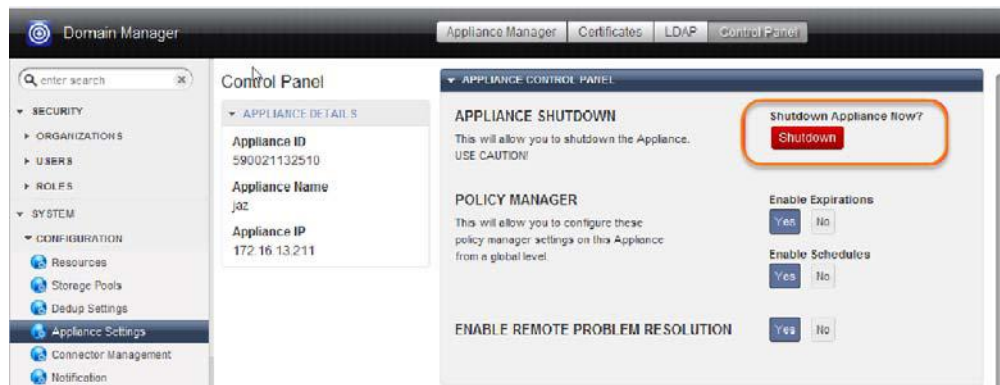 Domain Manager
Appliance Manager
Certificates
LDAP
Control Panel
enter search
SECURITY
ORGANIZATIONS
USERS
ROLES
SYSTEM
CONFIGURATION
Resources
Storage Pools
Dedup Settings
Appliance Settings
Connector Management
Notification
Control Panel
APPLIANCE DETAILS
Appliance ID
590021132510
Appliance Name
jaz
Appliance IP
172.16.13.211
APPLIANCE CONTROL PANEL
APPLIANCE SHUTDOWN
This will allow you to shutdown the Appliance.
USE CAUTION!
Shutdown Appliance Now?
Shutdown
POLICY MANAGER
This will allow you to configure these
policy manager settings on this Appliance
from a global level
Enable Expirations
Yes No
Enable Schedules
Yes No
ENABLE REMOTE PROBLEM RESOLUTION
Yes No